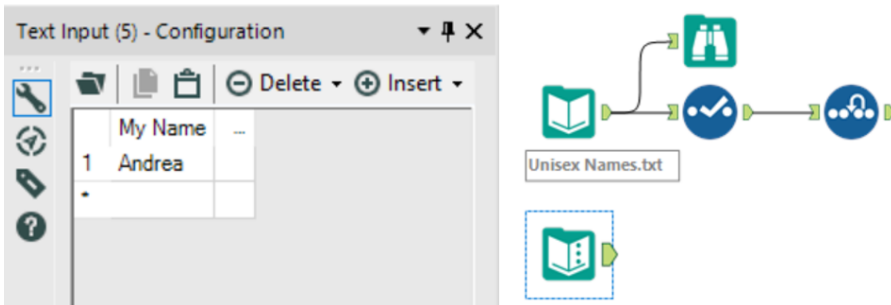 Text Input (5) - Configuration
Delete Insert
My Name ...
1 Andrea
*
Unisex Names.txt